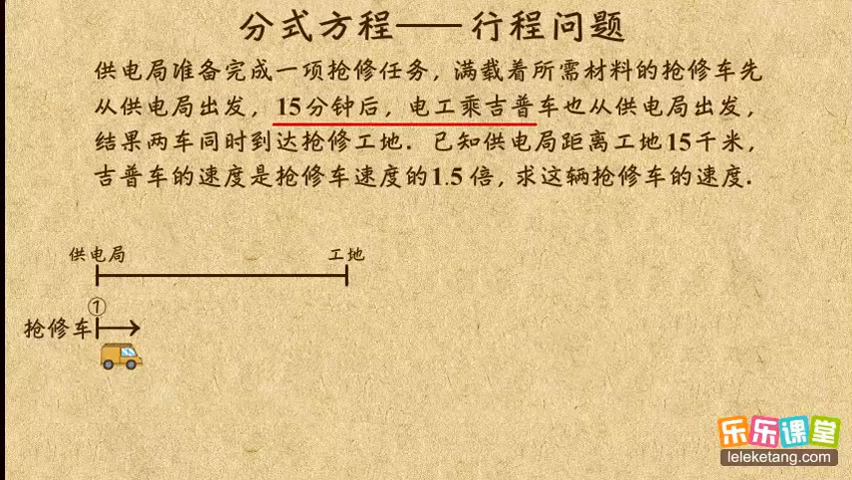 分式方程——行程问题
供电局准备完成一项抢修任务，满载着所需材料的抢修车先
从供电局出发，15分钟后，电工乘吉普车也从供电局出发，
结果两车同时到达抢修工地．已知供电局距离工地15千米，
吉普车的速度是抢修车速度的1.5倍，求这辆抢修车的速度．
供电局 工地
①
抢修车
乐乐课堂
leleketang.com